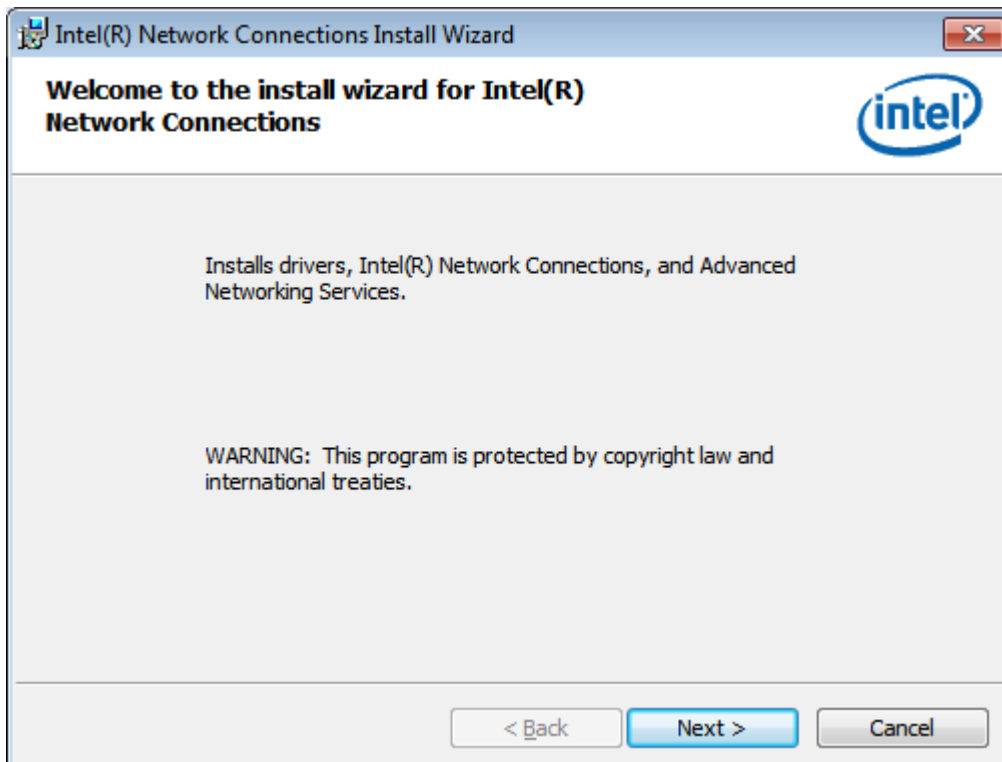 Intel(R) Network Connections Install Wizard
Welcome to the install wizard for Intel(R)
Network Connections
intel
Installs drivers, Intel(R) Network Connections, and Advanced
Networking Services.
WARNING: This program is protected by copyright law and
international treaties.
< Back
Next >
Cancel